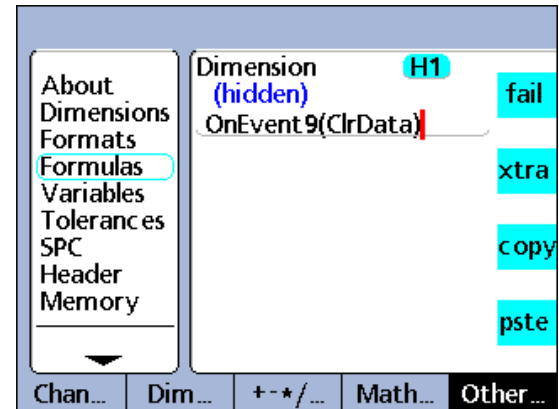 About
Dimensions
Formats
Formulas
Variables
Tolerances
SPC
Header
Memory
Dimension H1
(hidden)
OnEvent9(ClrData)
fail
xtra
copy
pste
Chan... Dim... +-*/... Math... Other...